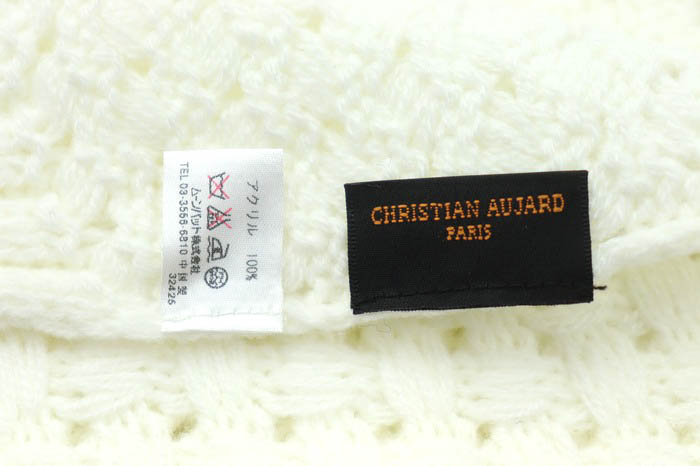 アクリル 100%
ムーンバット株式会社
TEL 03-3566-6810 中国製
32426
CHRISTIAN AUJARD
PARIS